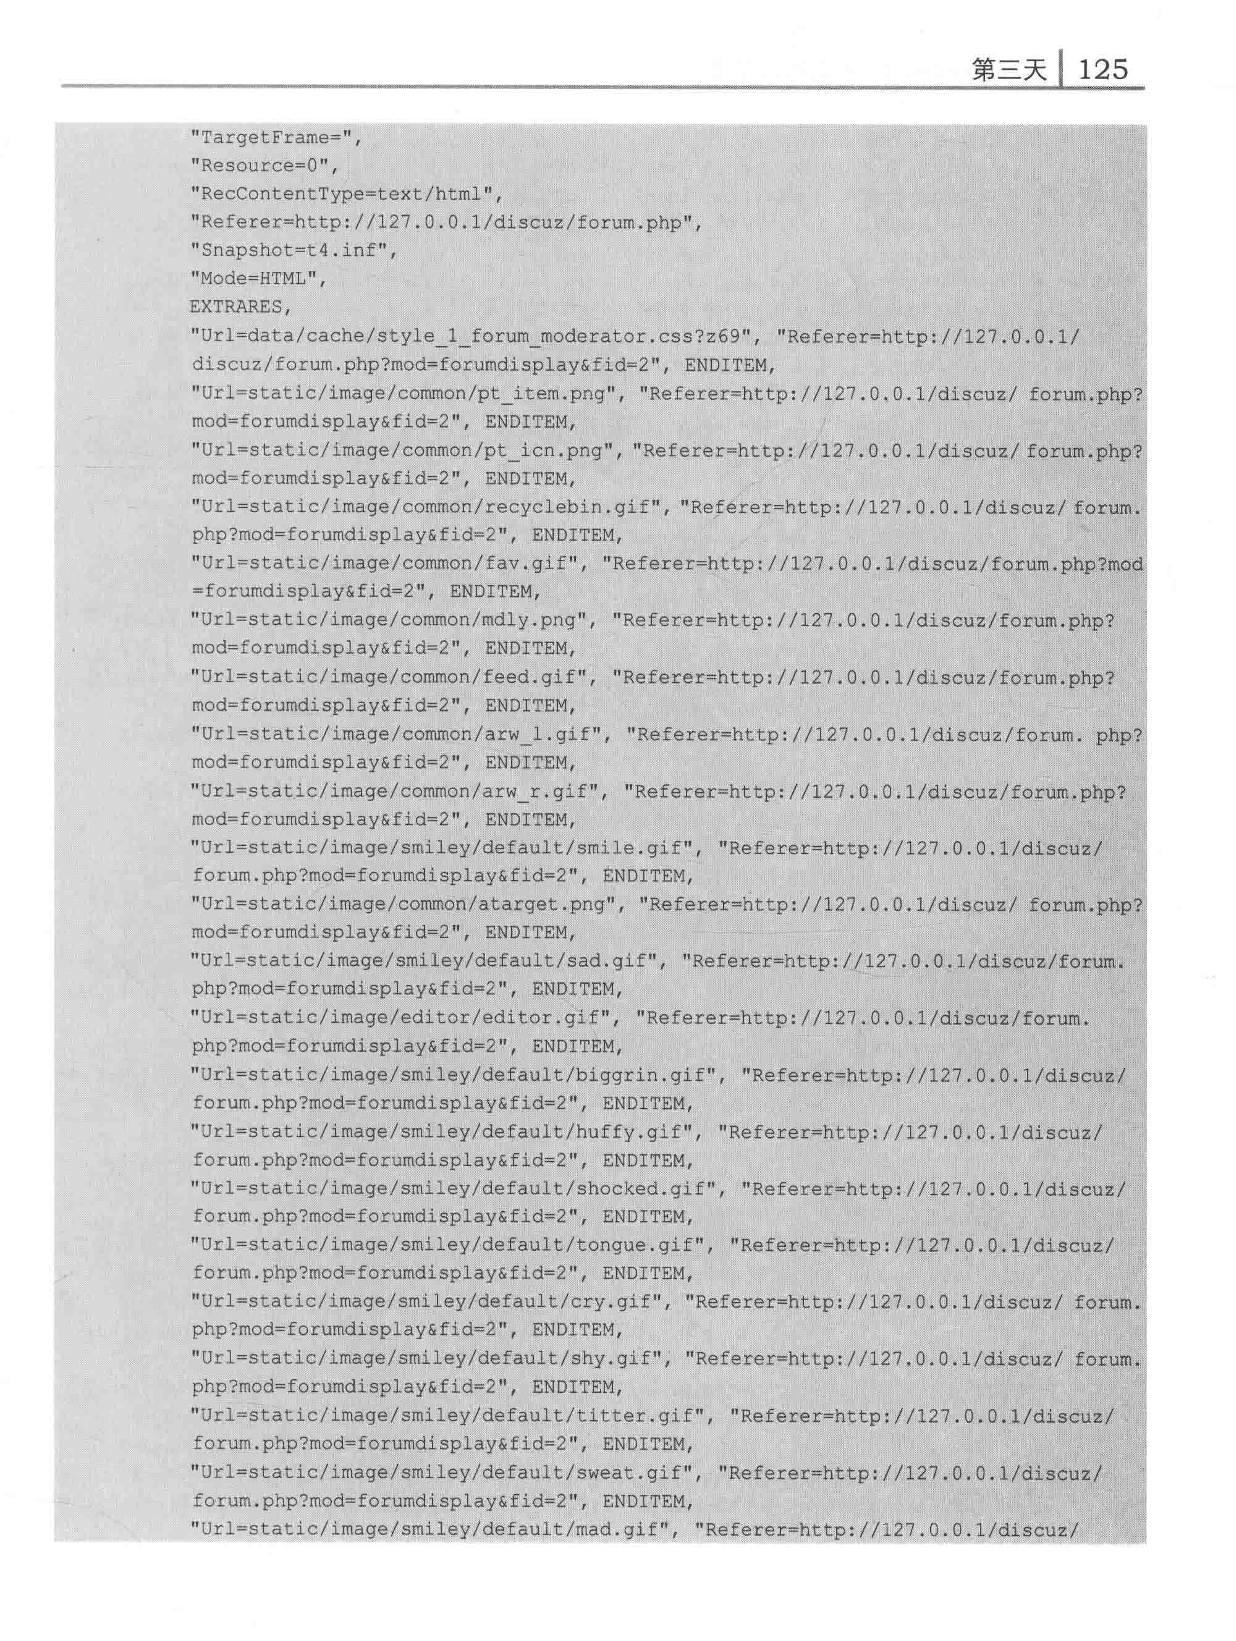 第三天 125
"TargetFrame=",
"Resource=0",
"RecContentType=text/html",
"Referer=http://127.0.0.1/discuz/forum.php",
"Snapshot=t4.inf",
"Mode=HTML",
EXTRARES,
"Url=data/cache/style_1_forum_moderator.css?z69", "Referer=http://127.0.0.1/
discuz/forum.php?mod=forumdisplay&fid=2", ENDITEM,
"Url=static/image/common/pt_item.png", "Referer=http://127.0.0.1/discuz/ forum.php?
mod=forumdisplay&fid=2", ENDITEM,
"Url=static/image/common/pt_icn.png", "Referer=http://127.0.0.1/discuz/ forum.php?
mod=forumdisplay&fid=2", ENDITEM,
"Url=static/image/common/recyclebin.gif", "Referer=http://127.0.0.1/discuz/ forum.
php?mod=forumdisplay&fid=2", ENDITEM,
"Url=static/image/common/fav.gif", "Referer=http://127.0.0.1/discuz/forum.php?mod
=forumdisplay&fid=2", ENDITEM,
"Url=static/image/common/mdly.png", "Referer=http://127.0.0.1/discuz/forum.php?
mod=forumdisplay&fid=2", ENDITEM,
"Url=static/image/common/feed.gif", "Referer=http://127.0.0.1/discuz/forum.php?
mod=forumdisplay&fid=2", ENDITEM,
"Url=static/image/common/arw_l.gif", "Referer=http://127.0.0.1/discuz/forum. php?
mod=forumdisplay&fid=2", ENDITEM,
"Url=static/image/common/arw_r.gif", "Referer=http://127.0.0.1/discuz/forum.php?
mod=forumdisplay&fid=2", ENDITEM,
"Url=static/image/smiley/default/smile.gif", "Referer=http://127.0.0.1/discuz/
forum.php?mod=forumdisplay&fid=2", ENDITEM,
"Url=static/image/common/atarget.png", "Referer=http://127.0.0.1/discuz/ forum.php?
mod=forumdisplay&fid=2", ENDITEM,
"Url=static/image/smiley/default/sad.gif", "Referer=http://127.0.0.1/discuz/forum.
php?mod=forumdisplay&fid=2", ENDITEM,
"Url=static/image/editor/editor.gif", "Referer=http://127.0.0.1/discuz/forum.
php?mod=forumdisplay&fid=2", ENDITEM,
"Url=static/image/smiley/default/biggrin.gif", "Referer=http://127.0.0.1/discuz/
forum.php?mod=forumdisplay&fid=2", ENDITEM,
"Url=static/image/smiley/default/huffy.gif", "Referer=http://127.0.0.1/discuz/
forum.php?mod=forumdisplay&fid=2", ENDITEM,
"Url=static/image/smiley/default/shocked.gif", "Referer=http://127.0.0.1/discuz/
forum.php?mod=forumdisplay&fid=2", ENDITEM,
"Url=static/image/smiley/default/tongue.gif", "Referer=http://127.0.0.1/discuz/
forum.php?mod=forumdisplay&fid=2", ENDITEM,
"Url=static/image/smiley/default/cry.gif", "Referer=http://127.0.0.1/discuz/ forum.
php?mod=forumdisplay&fid=2", ENDITEM,
"Url=static/image/smiley/default/shy.gif", "Referer=http://127.0.0.1/discuz/ forum.
php?mod=forumdisplay&fid=2", ENDITEM,
"Url=static/image/smiley/default/titter.gif", "Referer=http://127.0.0.1/discuz/
forum.php?mod=forumdisplay&fid=2", ENDITEM,
"Url=static/image/smiley/default/sweat.gif", "Referer=http://127.0.0.1/discuz/
forum.php?mod=forumdisplay&fid=2", ENDITEM,
"Url=static/image/smiley/default/mad.gif", "Referer=http://127.0.0.1/discuz/